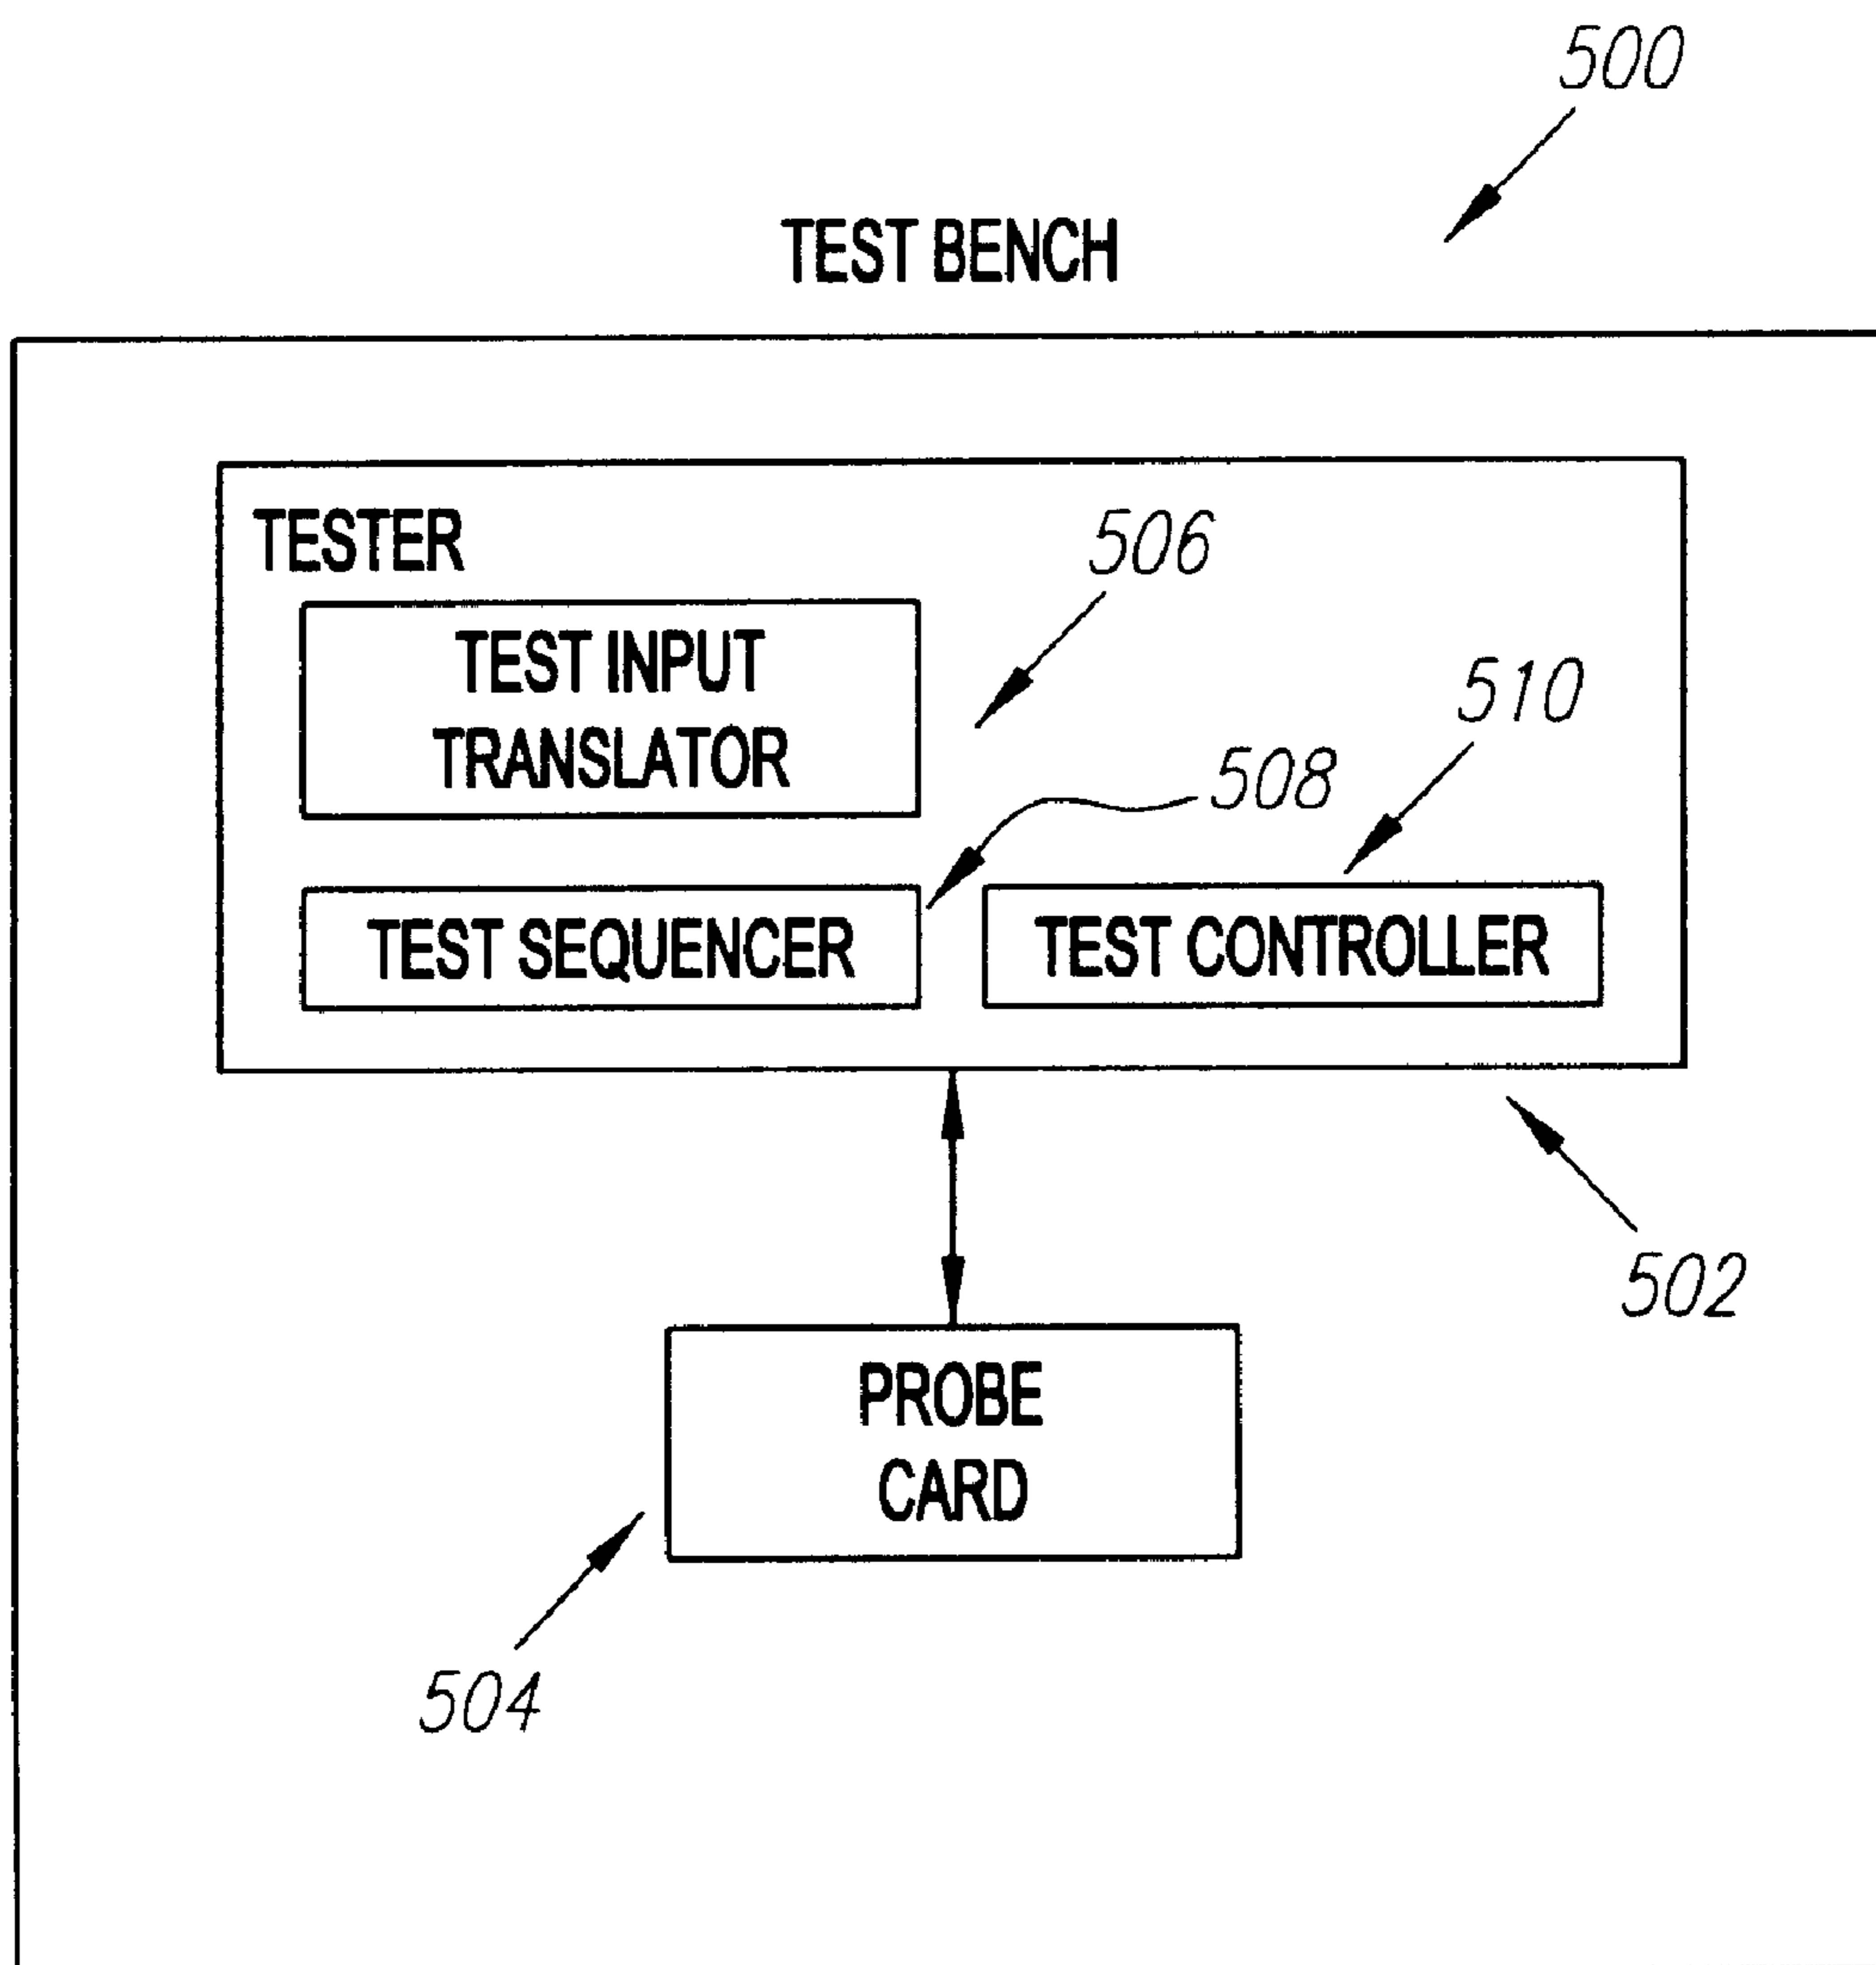 500
TEST BENCH
TESTER
506
TEST INPUT
TRANSLATOR
510
508
TEST SEQUENCER
TEST CONTROLLER
502
PROBE
CARD
504